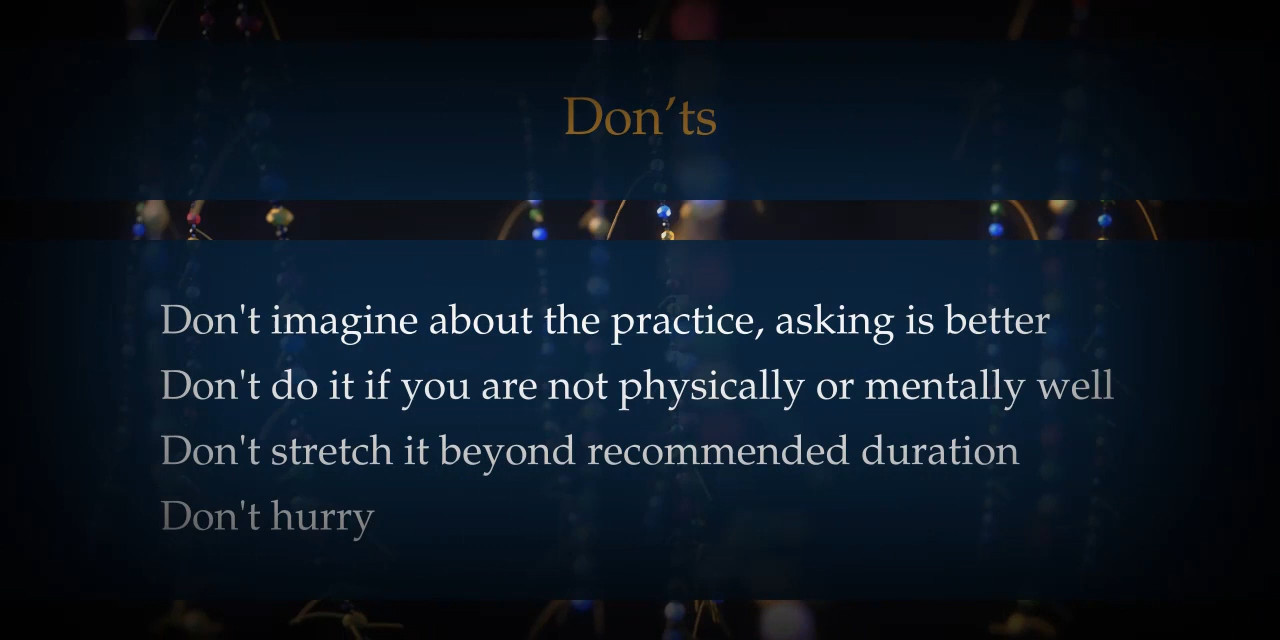 Don’ts
Don't imagine about the practice, asking is better
Don't do it if you are not physically or mentally well
Don't stretch it beyond recommended duration
Don't hurry